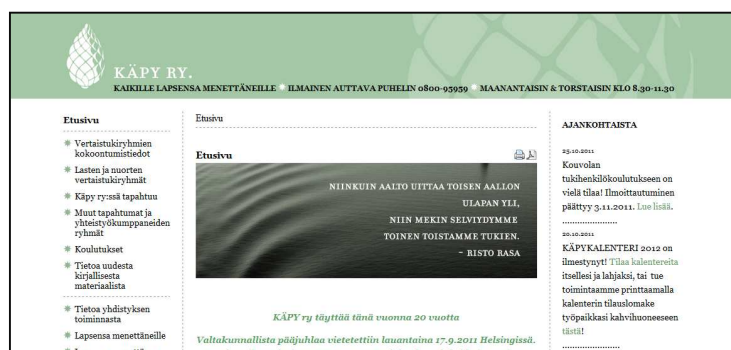 KÄPY RY.
KAIKILLE LAPSENSA MENETTÄNEILLE * ILMAINEN AUTTAVA PUHELIN 0800-95959 * MAANANTAISIN & TORSTAISIN KLO 8.30-11.30
Etusivu
Vertaistukiryhmien
kokoontumistiedot
Lasten ja nuorten
vertaistukiryhmät
Käpy ry:ssä tapahtuu
Muut tapahtumat ja
yhteistyökumppaneiden
ryhmät
Koulutukset
Tietoa uudesta
kirjallisesta
materiaalista
Tietoa yhdistyksen
toiminnasta
Lapsensa menettäneille
Etusivu
Etusivu
NIINKUIN AALTO UITTAA TOISEN AALLON
ULAPAN YLI,
NIIN MEKIN SELVIYDYMME
TOINEN TOISTAMME TUKIEN.
~ RISTO RASA
KÄPY ry täyttää tänä vuonna 20 vuotta
Valtakunnallista pääjuhlaa vietetettiin lauantaina 17.9.2011 Helsingissä.
AJANKOHTAISTA
25.10.2011
Kouvolan
tukihenkilökoulutukseen on
vielä tilaa! Ilmoittautuminen
päättyy 3.11.2011. Lue lisää.
......................
20.10.2011
KÄPYKALENTERI 2012 on
ilmestynyt! Tilaa kalentereita
itsellesi ja lahjaksi, tai tue
toimintaamme printtaamalla
kalenterin tilauslomake
työpaikkasi kahvihuoneeseen
tästä!
......................